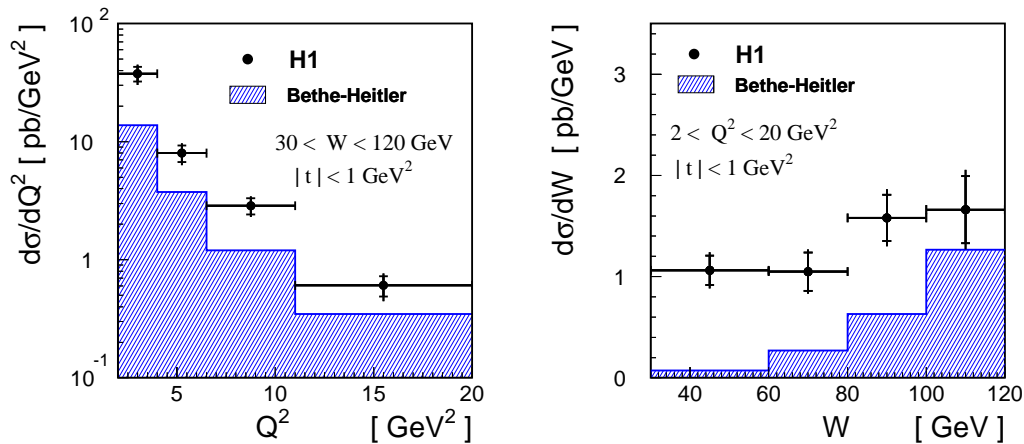 dσ/dQ² [ pb/GeV² ]
10²
10
1
10⁻¹
H1
Bethe-Heitler
30 < W < 120 GeV
| t | < 1 GeV²
5 10 15 20
Q² [ GeV² ]
dσ/dW [ pb/GeV ]
3
2
1
0
H1
Bethe-Heitler
2 < Q² < 20 GeV²
| t | < 1 GeV²
40 60 80 100 120
W [ GeV ]